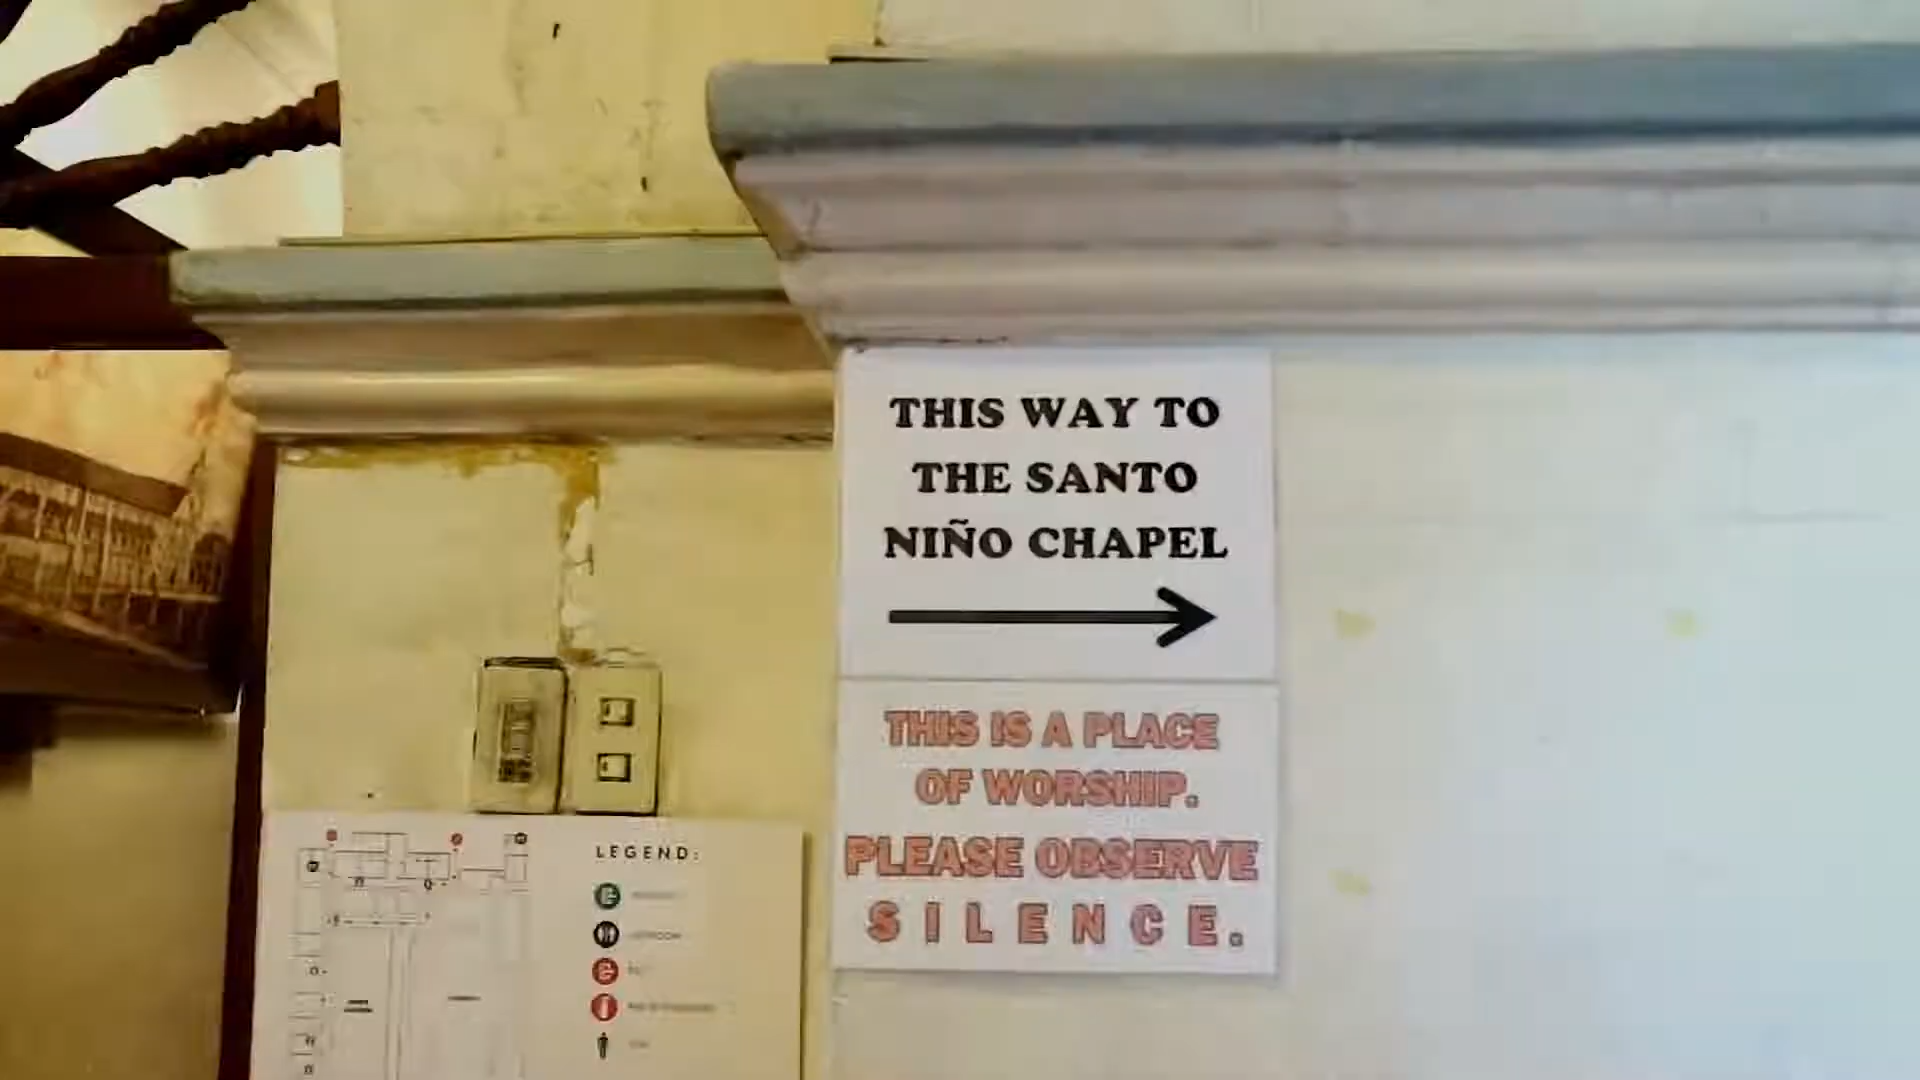 THIS WAY TO
THE SANTO
NIÑO CHAPEL
THIS IS A PLACE
OF WORSHIP.
PLEASE OBSERVE
SILENCE.
LEGEND: